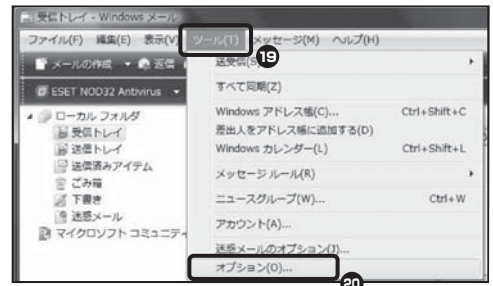 受信トレイ - Windows メール
ファイル(F) 編集(E) 表示(V) ツール(T) メッセージ(M) ヘルプ(H)
19
メールの作成 返信
ESET NOD32 Antivirus
ローカル フォルダ
受信トレイ
送信トレイ
送信済みアイテム
ごみ箱
下書き
迷惑メール
マイクロソフト コミュニティ
送受信(S)
すべて同期(Z)
Windows アドレス帳(C)... Ctrl+Shift+C
差出人をアドレス帳に追加する(D)
Windows カレンダー(L) Ctrl+Shift+L
メッセージ ルール(R)
ニュースグループ(W)... Ctrl+W
アカウント(A)...
迷惑メールのオプション(J)...
オプション(O)...
20